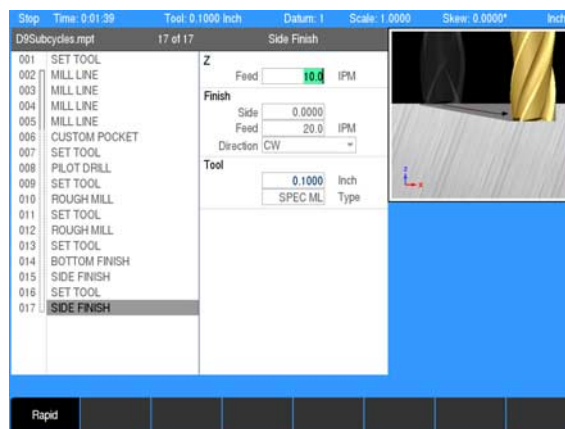 Stop Time: 0:01:39 Tool: 0.1000 Inch Datum: 1 Scale: 1.0000 Skew: 0.0000° Inch
D9Subcycles.mpt 17 of 17 Side Finish
001 SET TOOL
002 MILL LINE
003 MILL LINE
004 MILL LINE
005 MILL LINE
006 CUSTOM POCKET
007 SET TOOL
008 PILOT DRILL
009 SET TOOL
010 ROUGH MILL
011 SET TOOL
012 ROUGH MILL
013 SET TOOL
014 BOTTOM FINISH
015 SIDE FINISH
016 SET TOOL
017 SIDE FINISH
Z
Feed 10.0 IPM
Finish
Side 0.0000
Feed 20.0 IPM
Direction CW
Tool
0.1000 Inch
SPEC ML Type
z
x
Rapid